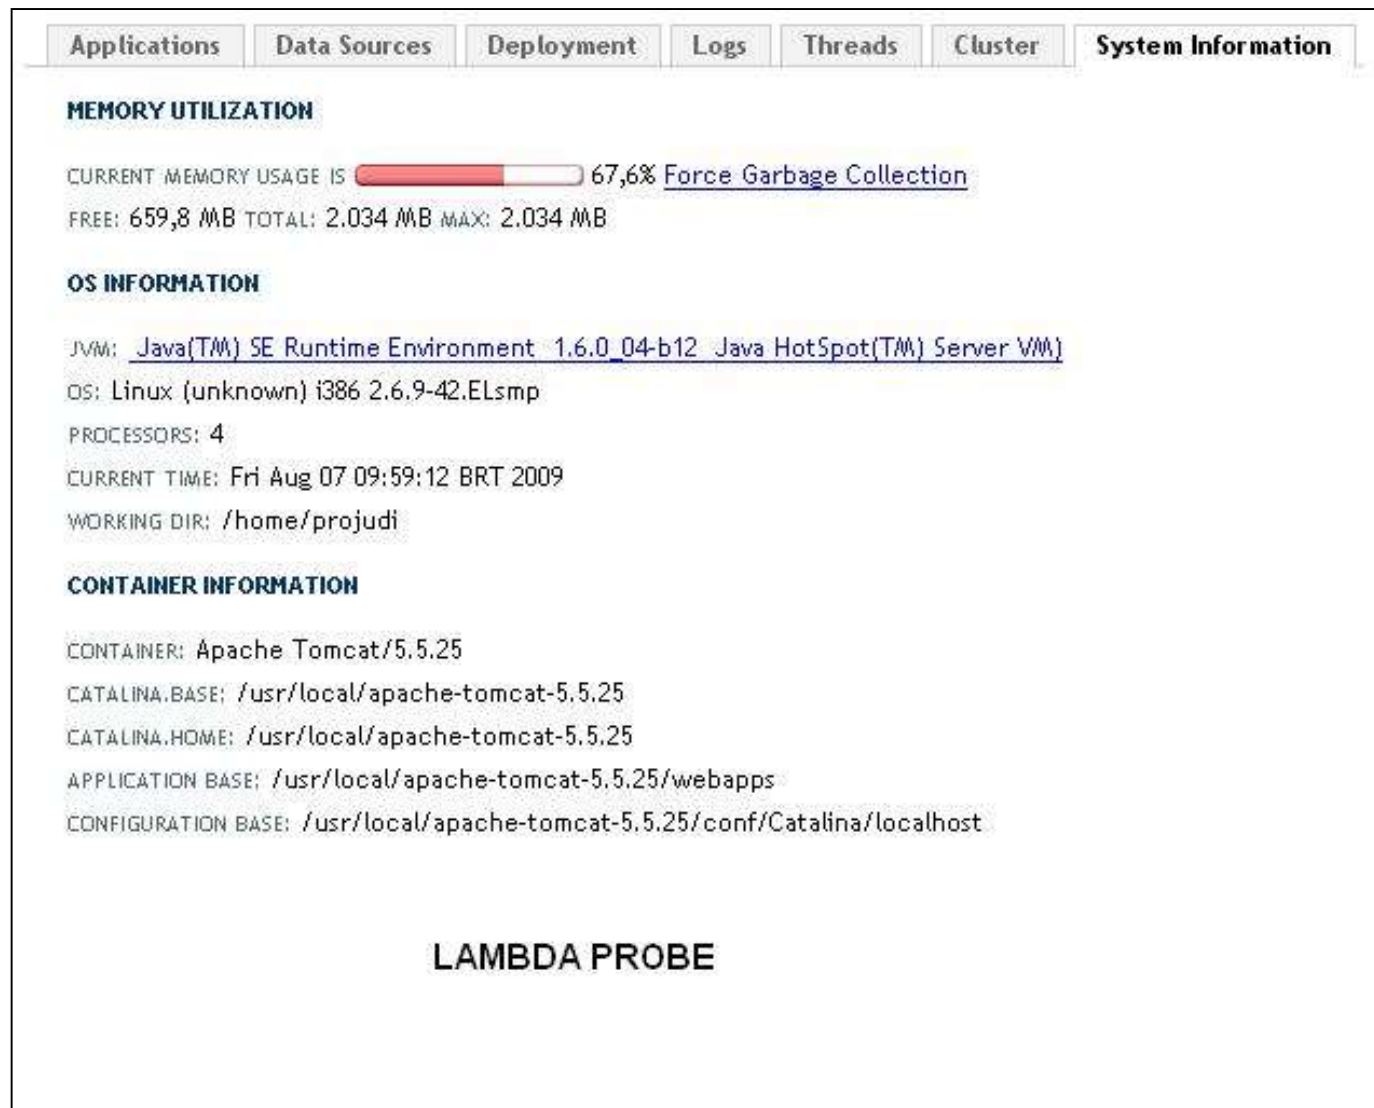 Applications Data Sources Deployment Logs Threads Cluster System Information
MEMORY UTILIZATION
CURRENT MEMORY USAGE IS 67,6% Force Garbage Collection
FREE: 659,8 MB TOTAL: 2.034 MB MAX: 2.034 MB
OS INFORMATION
JVM: Java(TM) SE Runtime Environment 1.6.0_04-b12 Java HotSpot(TM) Server VM)
OS: Linux (unknown) i386 2.6.9-42.ELsmp
PROCESSORS: 4
CURRENT TIME: Fri Aug 07 09:59:12 BRT 2009
WORKING DIR: /home/projudi
CONTAINER INFORMATION
CONTAINER: Apache Tomcat/5.5.25
CATALINA.BASE: /usr/local/apache-tomcat-5.5.25
CATALINA.HOME: /usr/local/apache-tomcat-5.5.25
APPLICATION BASE: /usr/local/apache-tomcat-5.5.25/webapps
CONFIGURATION BASE: /usr/local/apache-tomcat-5.5.25/conf/Catalina/localhost
LAMBDA PROBE